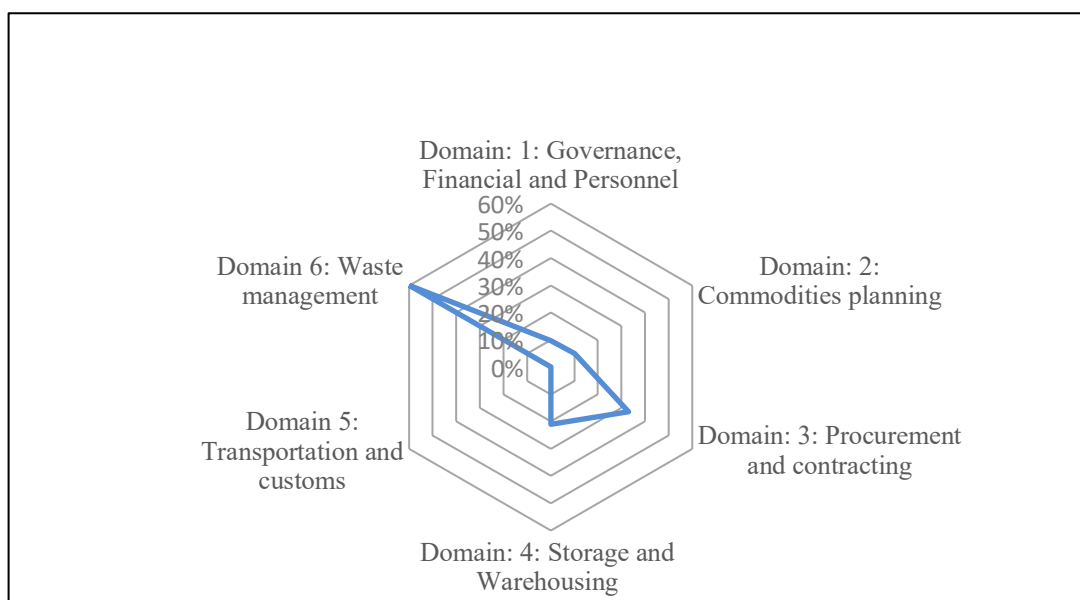 Domain: 1: Governance,
Financial and Personnel
60%
50%
40%
30%
20%
10%
0%
Domain: 2:
Commodities planning
Domain: 3: Procurement
and contracting
Domain: 4: Storage and
Warehousing
Domain 5:
Transportation and
customs
Domain 6: Waste
management